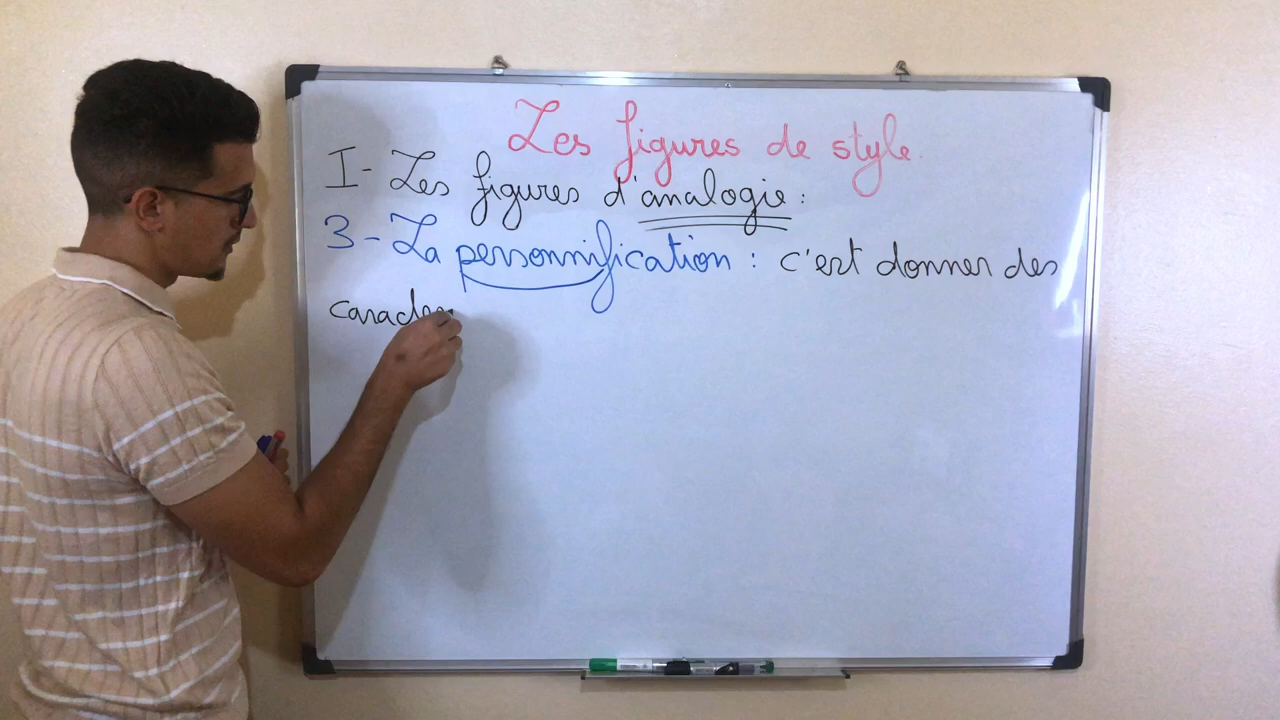 Les figures de style.
I- Les figures d'analogie :
3- La personnification : c'est donner des